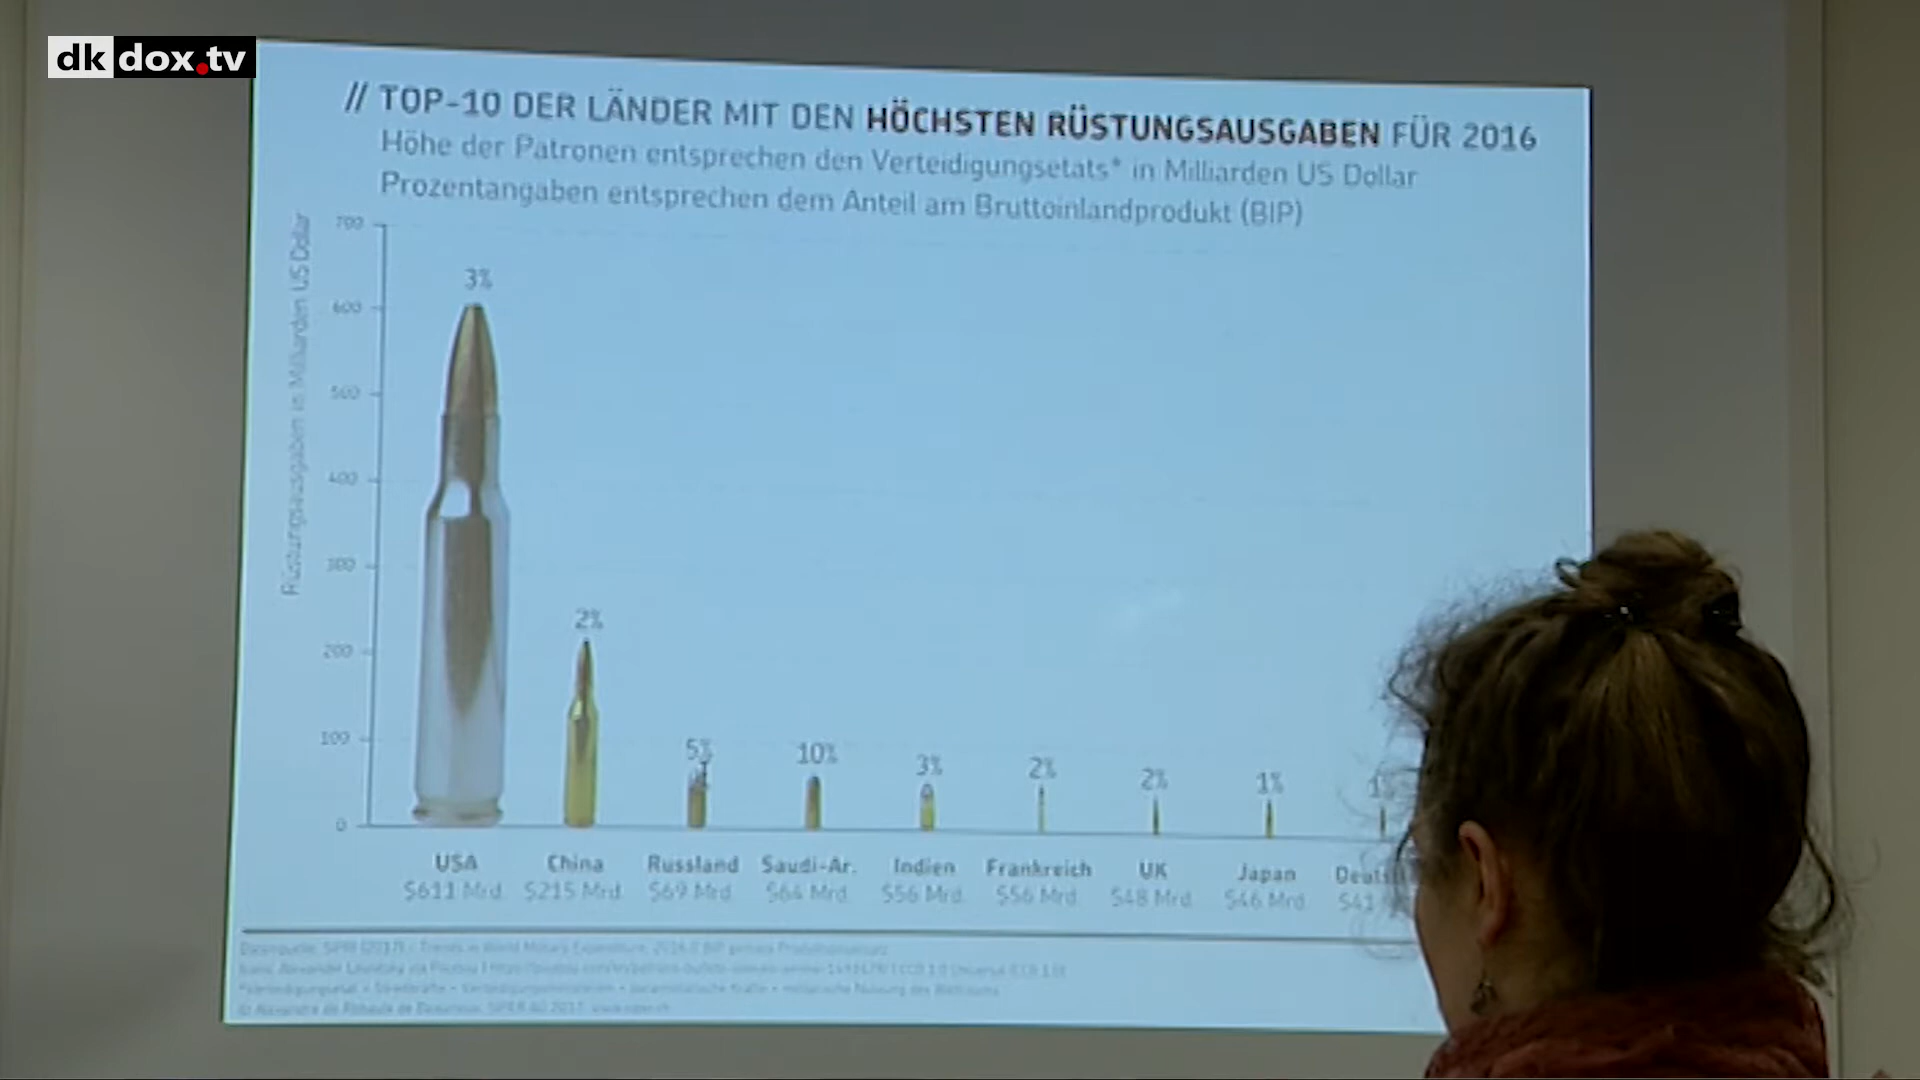 dkdox.tv
// TOP-10 DER LÄNDER MIT DEN HÖCHSTEN RÜSTUNGSAUSGABEN FÜR 2016
Höhe der Patronen entsprechen den Verteidigungsetats* in Milliarden US Dollar
Prozentangaben entsprechen dem Anteil am Bruttoinlandprodukt (BIP)
Rüstungsausgaben in Milliarden US Dollar
700
600
500
400
300
200
100
0
3%
2%
5%
10%
3%
2%
2%
1%
USA China Russland Saudi-Ar. Indien Frankreich UK Japan
$611 Mrd. $215 Mrd. $69 Mrd. $64 Mrd. $56 Mrd. $56 Mrd. $48 Mrd. $46 Mrd. $41